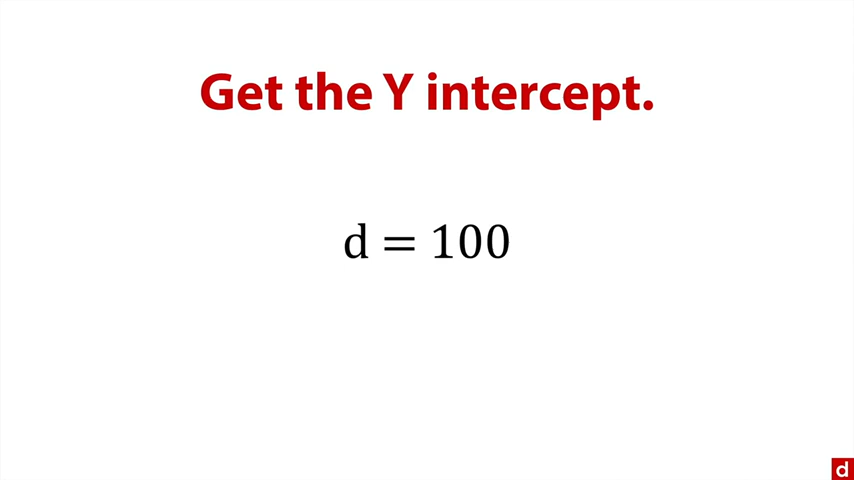 Get the Y intercept.
d = 100
d